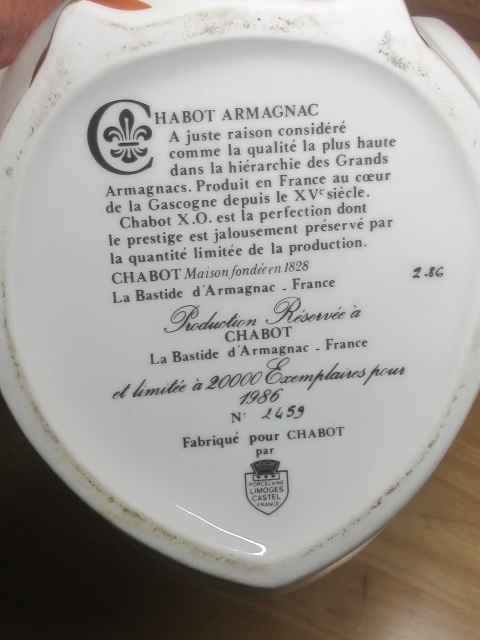 CHABOT ARMAGNAC
A juste raison considéré
comme la qualité la plus haute
dans la hiérarchie des Grands
Armagnacs. Produit en France au cœur
de la Gascogne depuis le XVe siècle.
Chabot X.O. est la perfection dont
le prestige est jalousement préservé par
la quantité limitée de la production.
CHABOT Maison fondée en 1828
La Bastide d'Armagnac - France
2-86
Production Réservée à
CHABOT
La Bastide d'Armagnac - France
et limitée à 20000 Exemplaires pour
1986
N° 2459
Fabriqué pour CHABOT
par
PORCELAINE
LIMOGES
CASTEL
FRANCE